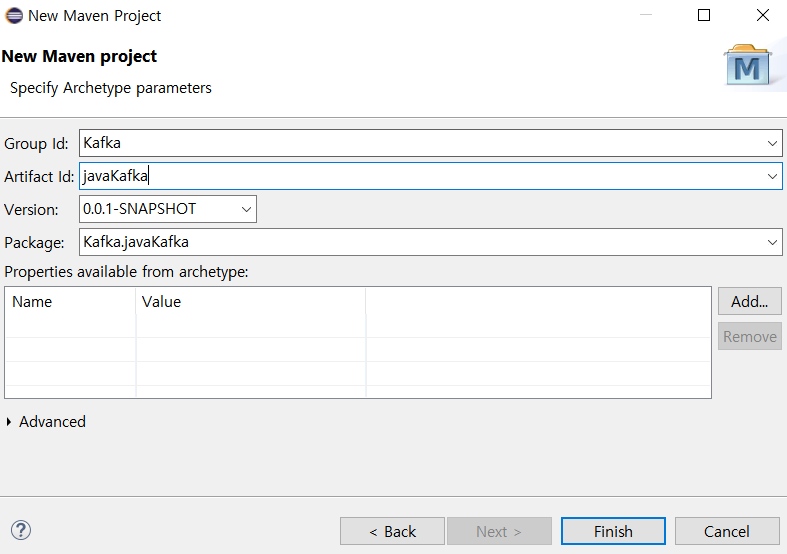 New Maven Project
New Maven project
Specify Archetype parameters
Group Id: Kafka
Artifact Id: javaKafka
Version: 0.0.1-SNAPSHOT
Package: Kafka.javaKafka
Properties available from archetype:
Name Value
Add...
Remove
Advanced
? < Back Next > Finish Cancel